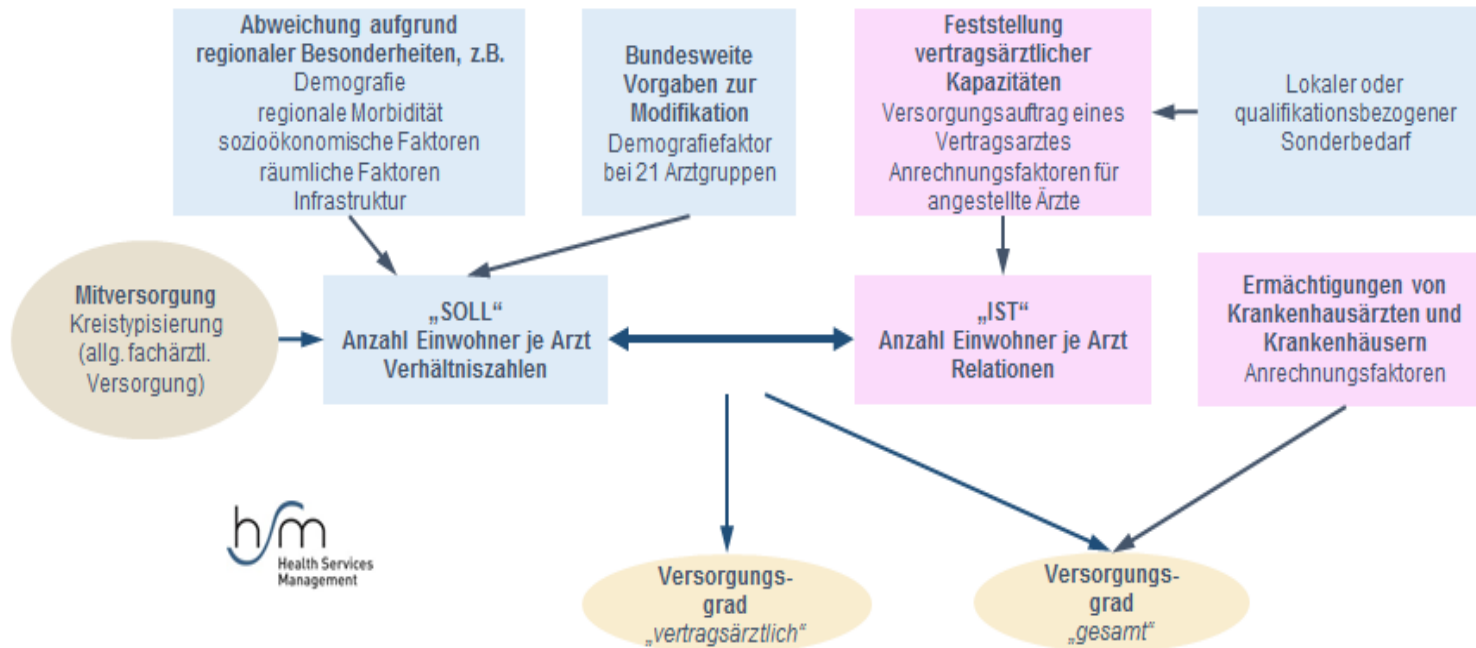 Abweichung aufgrund
regionaler Besonderheiten, z.B.
Demografie
regionale Morbidität
sozioökonomische Faktoren
räumliche Faktoren
Infrastruktur
Bundesweite
Vorgaben zur
Modifikation
Demografiefaktor
bei 21 Arztgruppen
Feststellung
vertragsärztlicher
Kapazitäten
Versorgungsauftrag eines
Vertragsarztes
Anrechnungsfaktoren für
angestellte Ärzte
Lokaler oder
qualifikationsbezogener
Sonderbedarf
Mitversorgung
Kreistypisierung
(allg. fachärztl.
Versorgung)
„SOLL“
Anzahl Einwohner je Arzt
Verhältniszahlen
„IST“
Anzahl Einwohner je Arzt
Relationen
Ermächtigungen von
Krankenhausärzten und
Krankenhäusern
Anrechnungsfaktoren
hsm
Health Services
Management
Versorgungs-
grad
„vertragsärztlich“
Versorgungs-
grad
„gesamt“